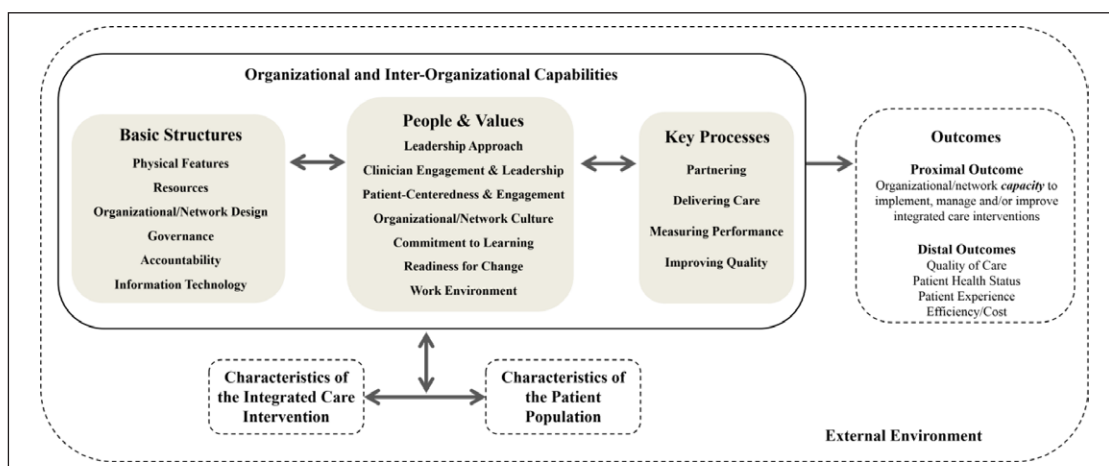 Organizational and Inter-Organizational Capabilities
Basic Structures
Physical Features
Resources
Organizational/Network Design
Governance
Accountability
Information Technology
People & Values
Leadership Approach
Clinician Engagement & Leadership
Patient-Centeredness & Engagement
Organizational/Network Culture
Commitment to Learning
Readiness for Change
Work Environment
Key Processes
Partnering
Delivering Care
Measuring Performance
Improving Quality
Outcomes
Proximal Outcome
Organizational/network capacity to
implement, manage and/or improve
integrated care interventions
Distal Outcomes
Quality of Care
Patient Health Status
Patient Experience
Efficiency/Cost
Characteristics of
the Integrated Care
Intervention
Characteristics of
the Patient
Population
External Environment